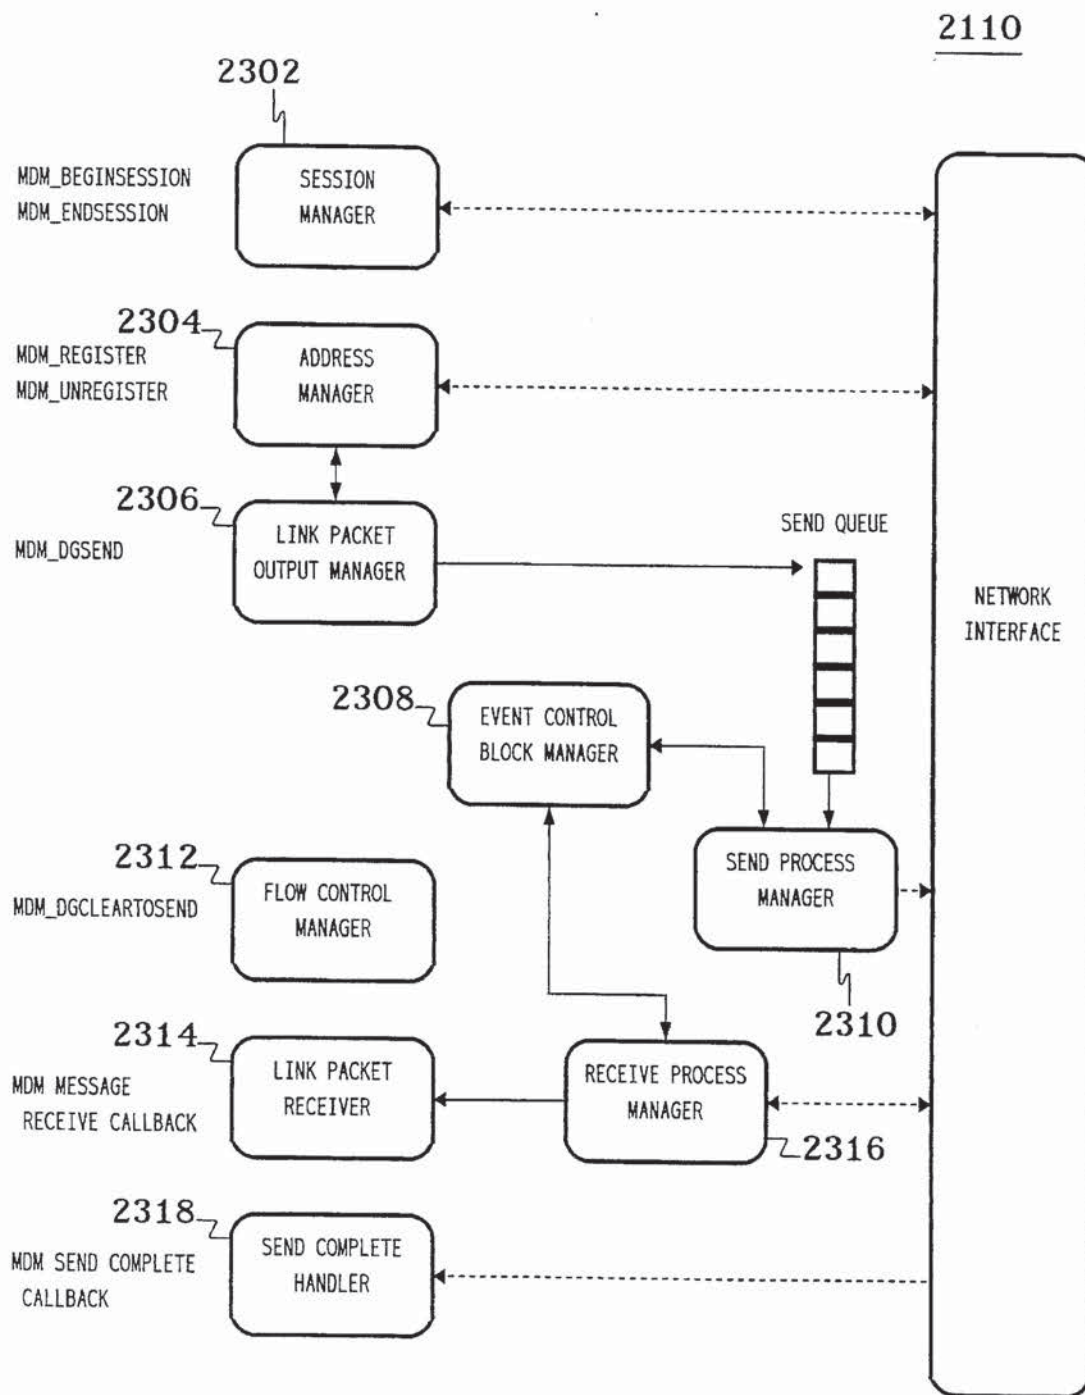 2110
2302
MDM_BEGINSESSION
MDM_ENDSESSION
SESSION
MANAGER
2304
MDM_REGISTER
MDM_UNREGISTER
ADDRESS
MANAGER
2306
MDM_DGSEND
LINK PACKET
OUTPUT MANAGER
SEND QUEUE
NETWORK
INTERFACE
2308
EVENT CONTROL
BLOCK MANAGER
2312
MDM_DGCLEARTOSEND
FLOW CONTROL
MANAGER
SEND PROCESS
MANAGER
2310
2314
MDM MESSAGE
RECEIVE CALLBACK
LINK PACKET
RECEIVER
RECEIVE PROCESS
MANAGER
2316
2318
MDM SEND COMPLETE
CALLBACK
SEND COMPLETE
HANDLER